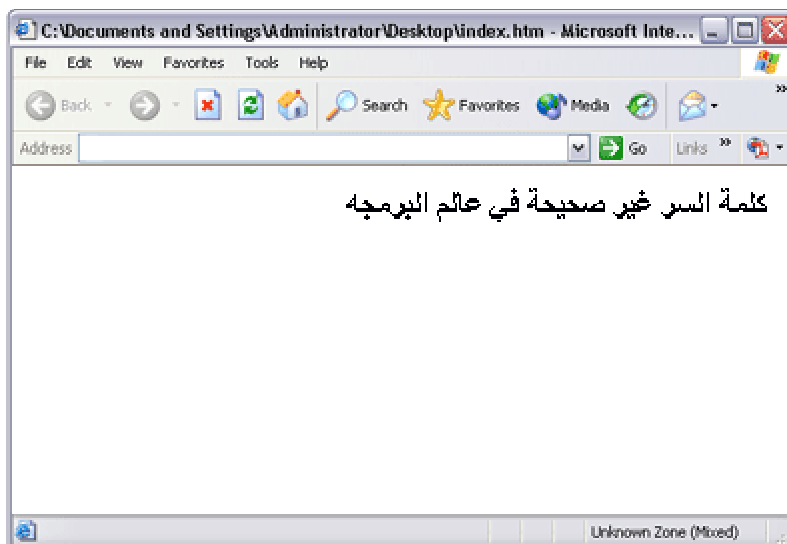 C:\Documents and Settings\Administrator\Desktop\index.htm - Microsoft Inte...
File Edit View Favorites Tools Help
Back Search Favorites Media
Address Go Links
كلمة السر غير صحيحة في عالم البرمجه
Unknown Zone (Mixed)